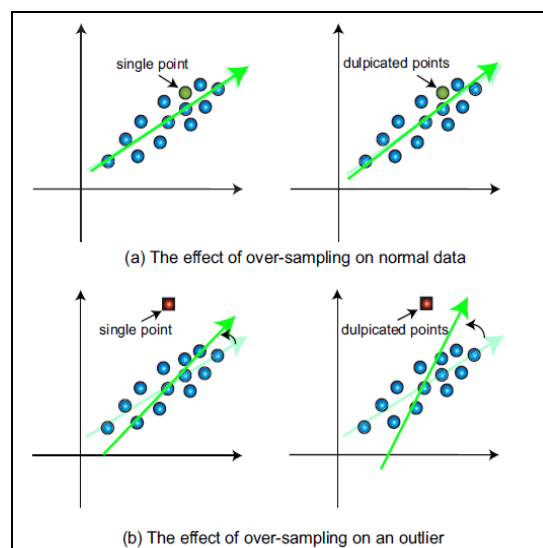 single point
dulpicated points
(a) The effect of over-sampling on normal data
single point
dulpicated points
(b) The effect of over-sampling on an outlier